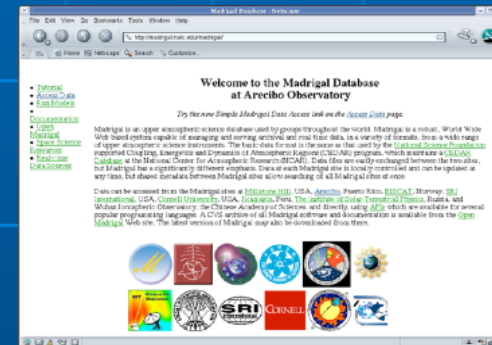 Madrigal Database - Netscape
File Edit View Go Bookmarks Tools Window Help
http://madrigal.naic.edu/madrigal/
Home Netscape Search Customize...
Tutorial
Access Data
Run Models
Documentation
Open Madrigal
Space Science Resources
Real-time Data Sources
Welcome to the Madrigal Database
at Arecibo Observatory
Try the new Simple Madrigal Data Access link on the Access Data page.
Madrigal is an upper atmospheric science database used by groups throughout the world. Madrigal is a robust, World Wide
Web based system capable of managing and serving archival and real time data, in a variety of formats, from a wide range
of upper atmospheric science instruments. The basic data format is the same as that used by the National Science Foundation
supported Coupling, Energetics and Dynamics of Atmospheric Regions (CEDAR) program, which maintains a CEDAR
Database at the National Center for Atmospheric Research (NCAR). Data files are easily exchanged between the two sites,
but Madrigal has a significantly different emphasis. Data at each Madrigal site is locally controlled and can be updated at
any time, but shared metadata between Madrigal sites allow searching of all Madrigal sites at once.
Data can be accessed from the Madrigal sites at Millstone Hill, USA, Arecibo, Puerto Rico, EISCAT, Norway, SRI
International, USA, Cornell University, USA, Jicamarca, Peru, The Institute of Solar-Terrestrial Physics, Russia, and
Wuhan Ionospheric Observatory, the Chinese Academy of Sciences, and directly, using APIs which are available for several
popular programming languages. A CVS archive of all Madrigal software and documentation is available from the Open
Madrigal Web site. The latest version of Madrigal may also be downloaded from there.
SRI
CORNELL